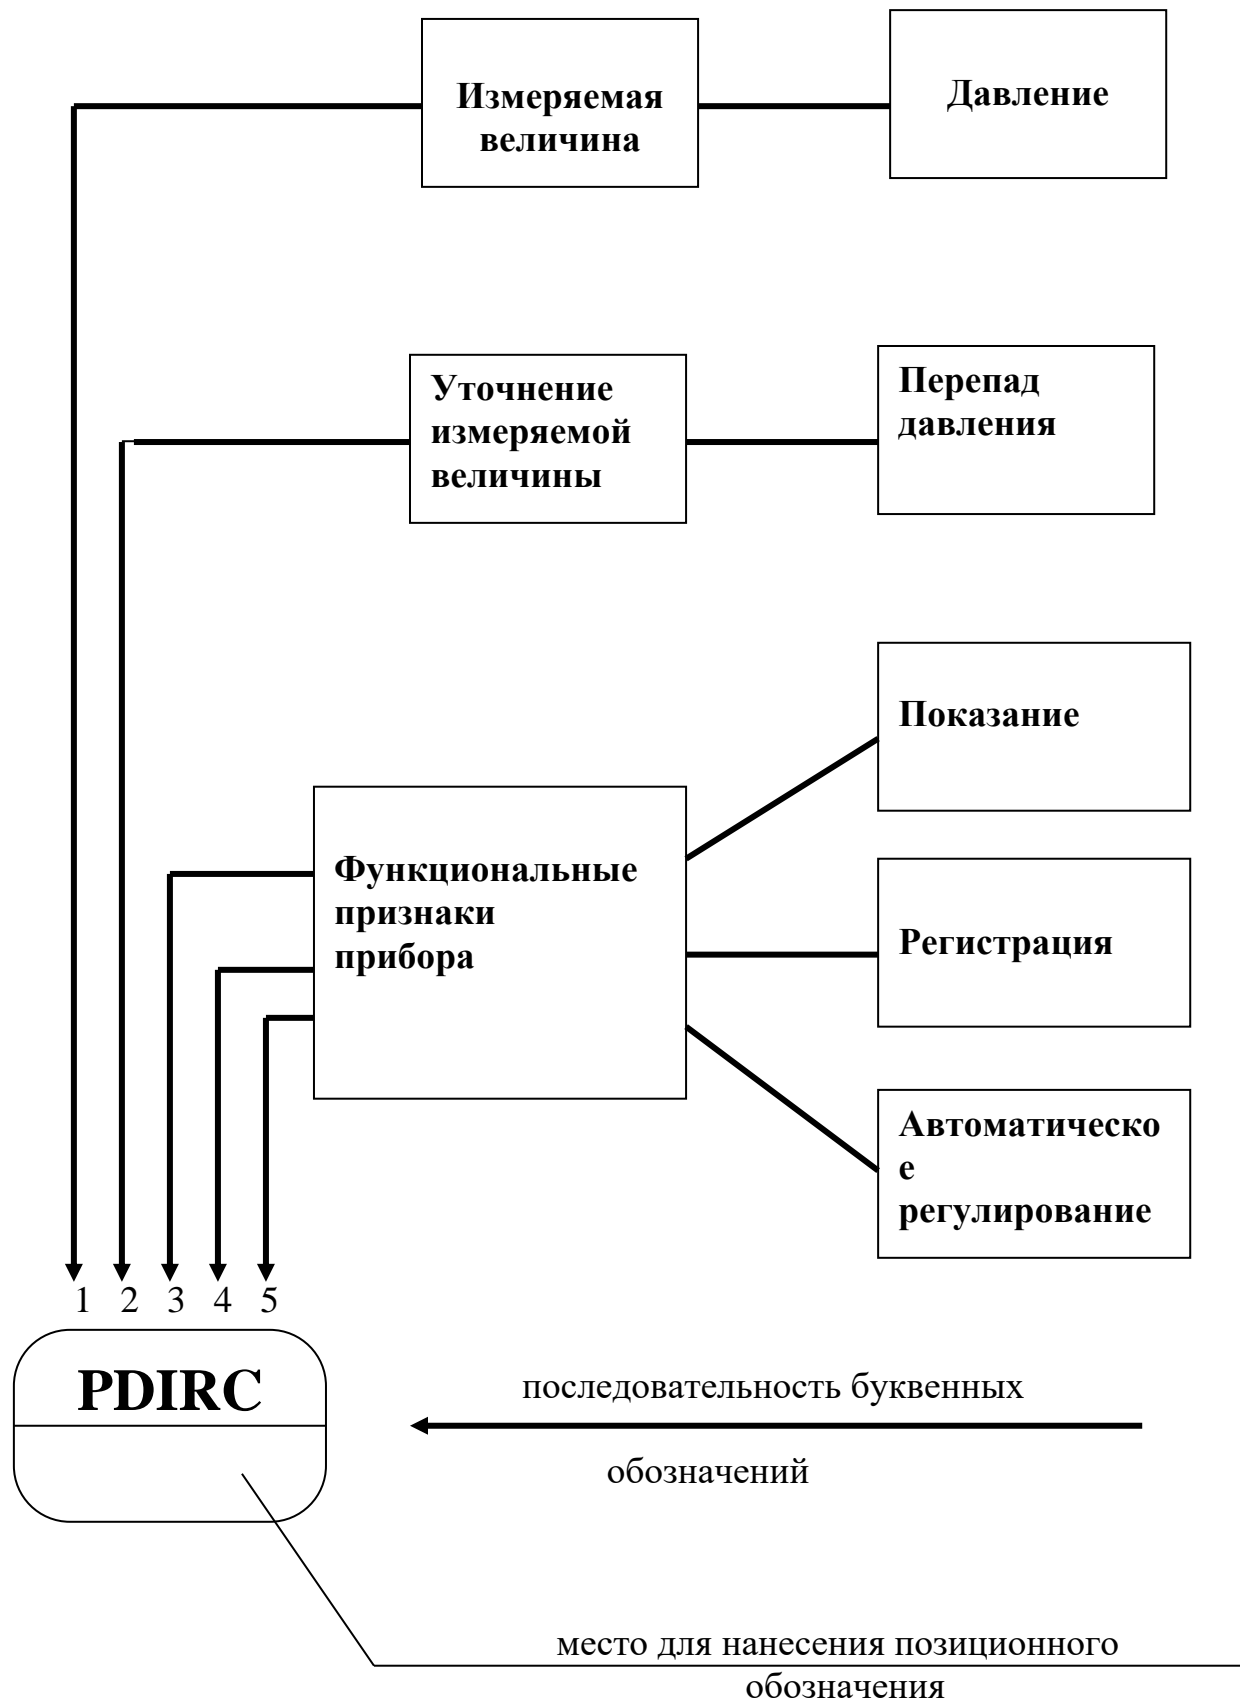 Измеряемая
величина
Давление
Уточнение
измеряемой
величины
Перепад
давления
Показание
Функциональные
признаки
прибора
Регистрация
Автоматическо
е
регулирование
1 2 3 4 5
PDIRC
последовательность буквенных
обозначений
место для нанесения позиционного
обозначения